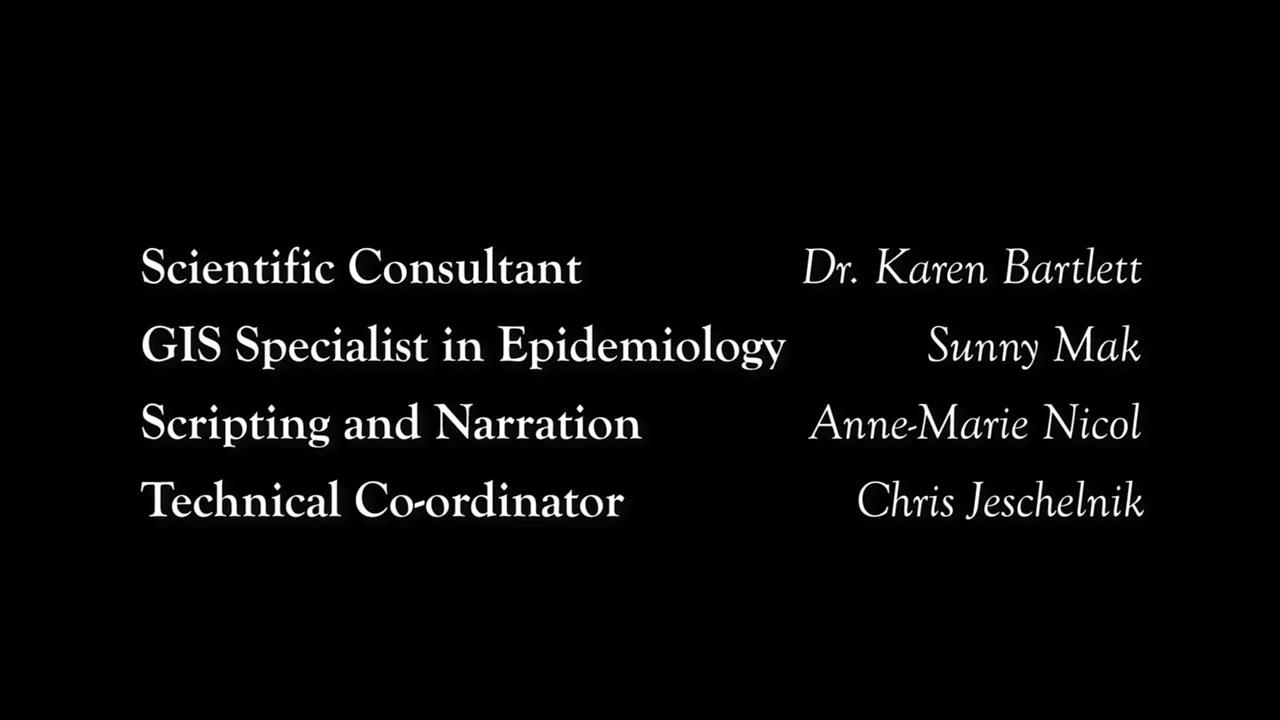 Scientific Consultant Dr. Karen Bartlett
GIS Specialist in Epidemiology Sunny Mak
Scripting and Narration Anne-Marie Nicol
Technical Co-ordinator Chris Jeschelnik